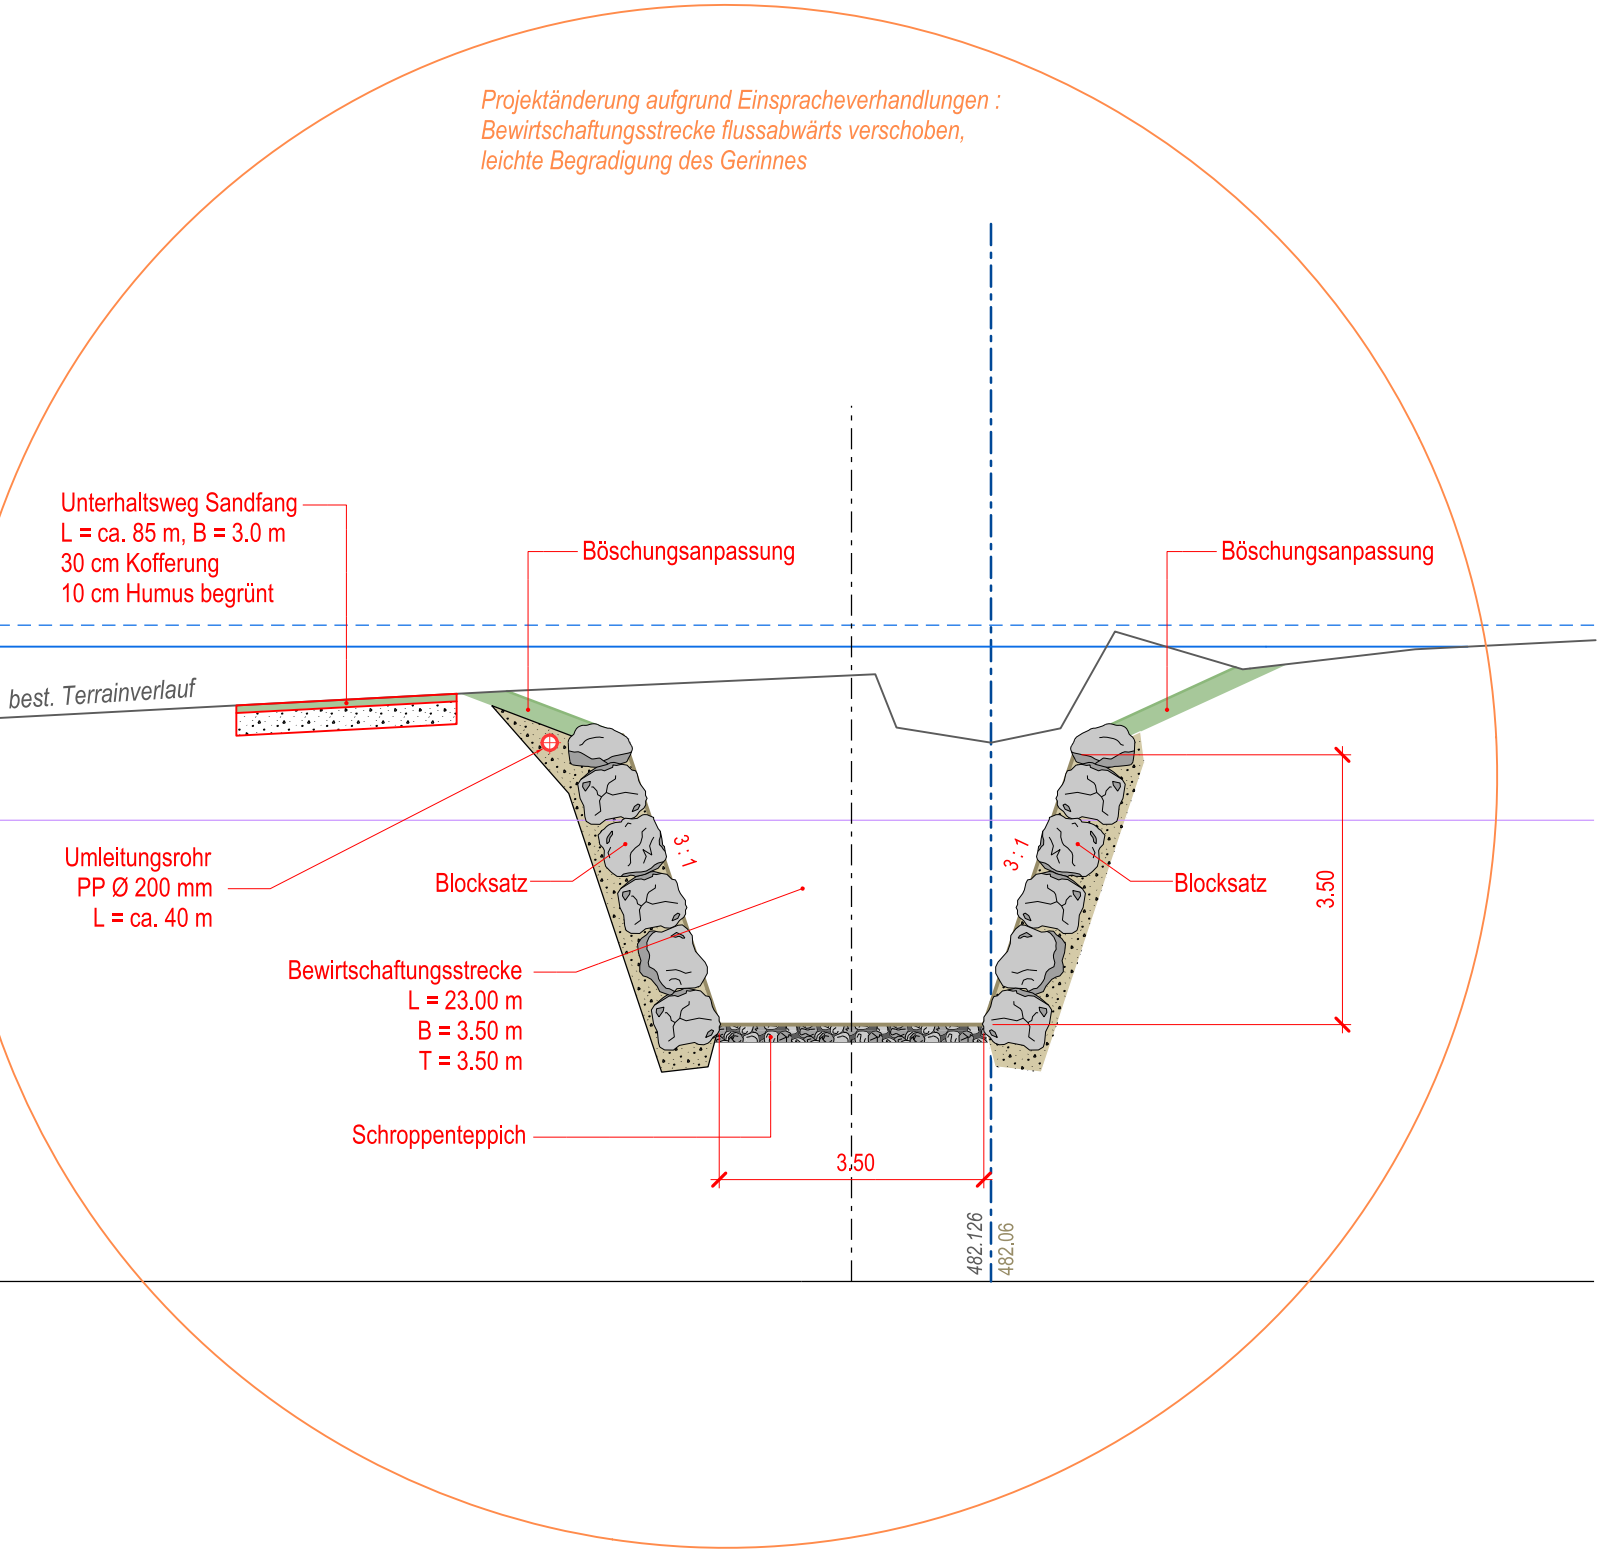 Projektänderung aufgrund Einspracheverhandlungen :
Bewirtschaftungsstrecke flussabwärts verschoben,
leichte Begradigung des Gerinnes
Unterhaltsweg Sandfang
L = ca. 85 m, B = 3.0 m
30 cm Kofferung
10 cm Humus begrünt
Böschungsanpassung
Böschungsanpassung
best. Terrainverlauf
Umleitungsrohr
PP Ø 200 mm
L = ca. 40 m
3 : 1
3 : 1
Blocksatz
Blocksatz
3.50
Bewirtschaftungsstrecke
L = 23.00 m
B = 3.50 m
T = 3.50 m
Schroppenteppich
3.50
482.126
482.06